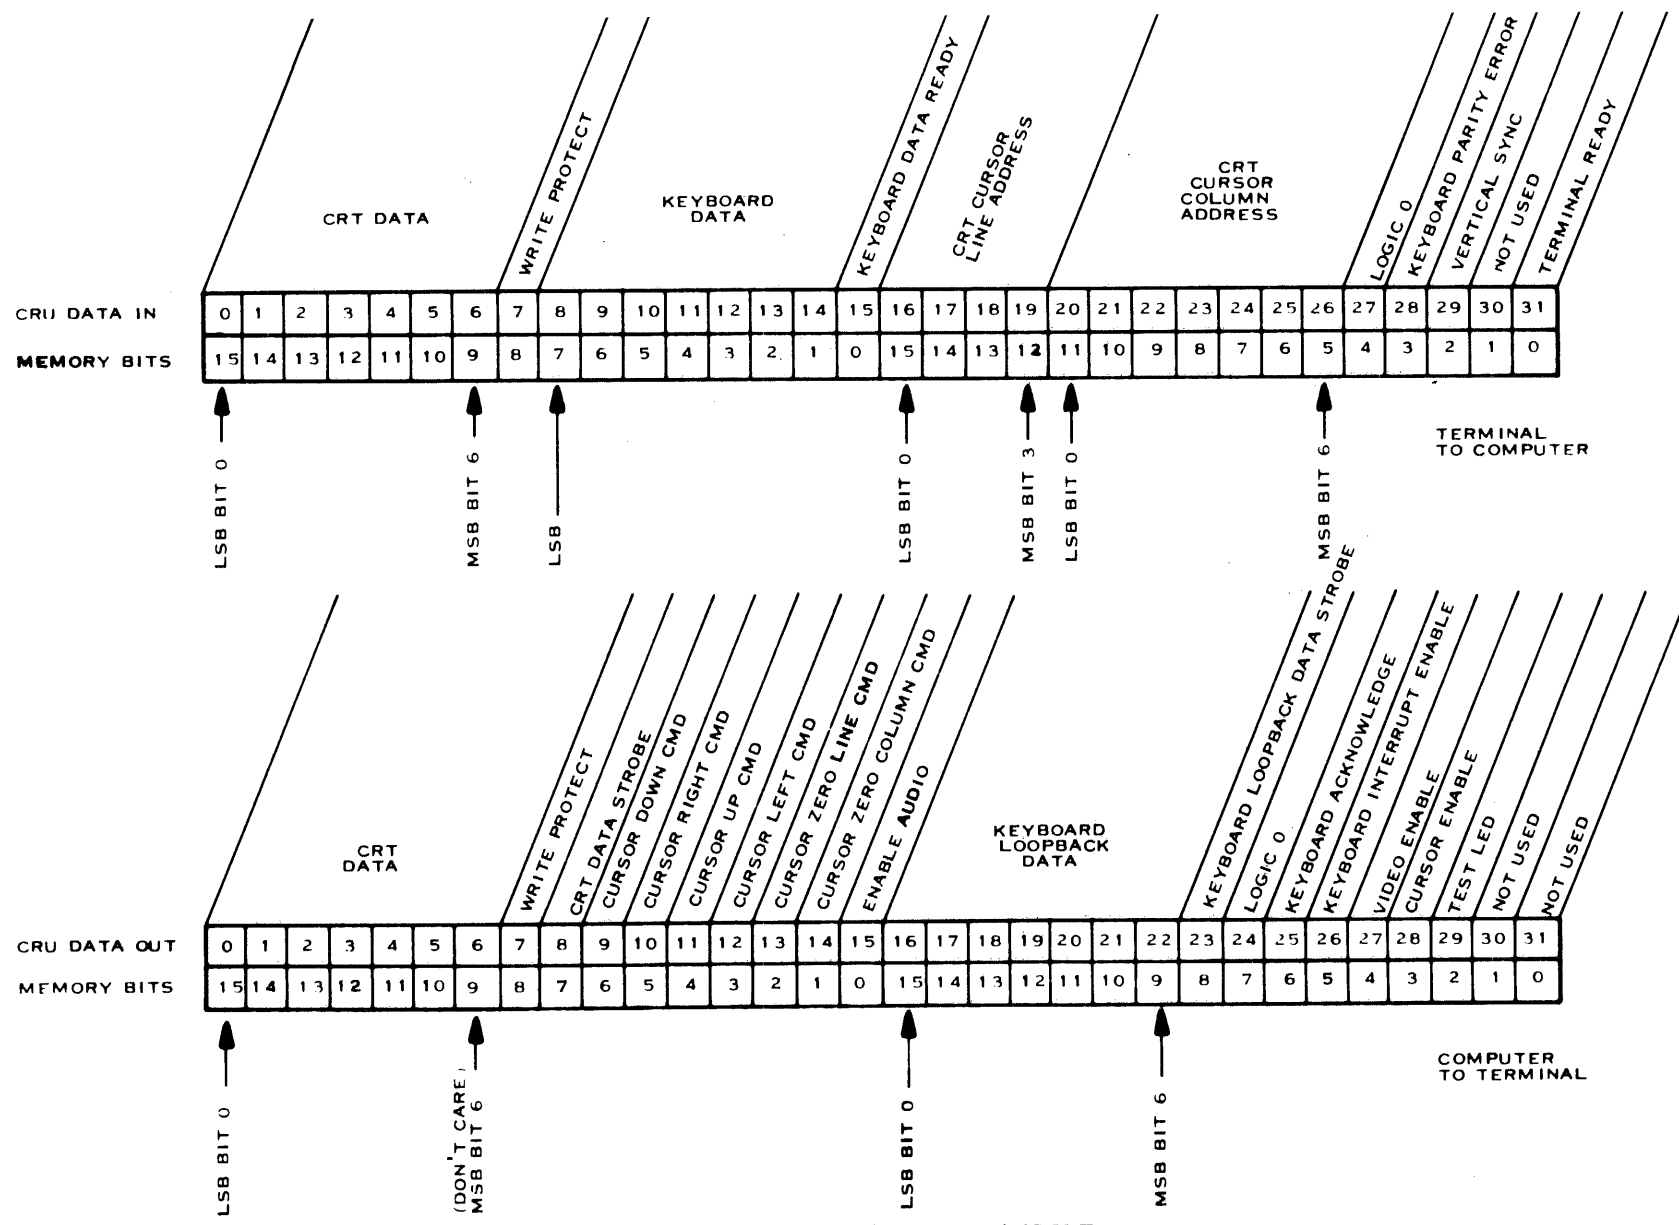 CRT DATA
WRITE PROTECT
KEYBOARD
DATA
KEYBOARD DATA READY
CRT CURSOR
LINE ADDRESS
CRT
CURSOR
COLUMN
ADDRESS
LOGIC 0
KEYBOARD PARITY ERROR
VERTICAL SYNC
NOT USED
TERMINAL READY
CRU DATA IN 0 1 2 3 4 5 6 7 8 9 10 11 12 13 14 15 16 17 18 19 20 21 22 23 24 25 26 27 28 29 30 31
MEMORY BITS 15 14 13 12 11 10 9 8 7 6 5 4 3 2 1 0 15 14 13 12 11 10 9 8 7 6 5 4 3 2 1 0
LSB BIT 0
MSB BIT 6
LSB
LSB BIT 0
MSB BIT 3
LSB BIT 0
MSB BIT 6
TERMINAL
TO COMPUTER
CRT
DATA
WRITE PROTECT
CRT DATA STROBE
CURSOR DOWN CMD
CURSOR RIGHT CMD
CURSOR UP CMD
CURSOR LEFT CMD
CURSOR ZERO LINE CMD
CURSOR ZERO COLUMN CMD
ENABLE AUDIO
KEYBOARD
LOOPBACK
DATA
KEYBOARD LOOPBACK DATA STROBE
LOGIC 0
KEYBOARD ACKNOWLEDGE
KEYBOARD INTERRUPT ENABLE
VIDEO ENABLE
CURSOR ENABLE
TEST LED
NOT USED
NOT USED
CRU DATA OUT 0 1 2 3 4 5 6 7 8 9 10 11 12 13 14 15 16 17 18 19 20 21 22 23 24 25 26 27 28 29 30 31
MEMORY BITS 15 14 13 12 11 10 9 8 7 6 5 4 3 2 1 0 15 14 13 12 11 10 9 8 7 6 5 4 3 2 1 0
LSB BIT 0
(DON'T CARE)
MSB BIT 6
LSB BIT 0
MSB BIT 6
COMPUTER
TO TERMINAL